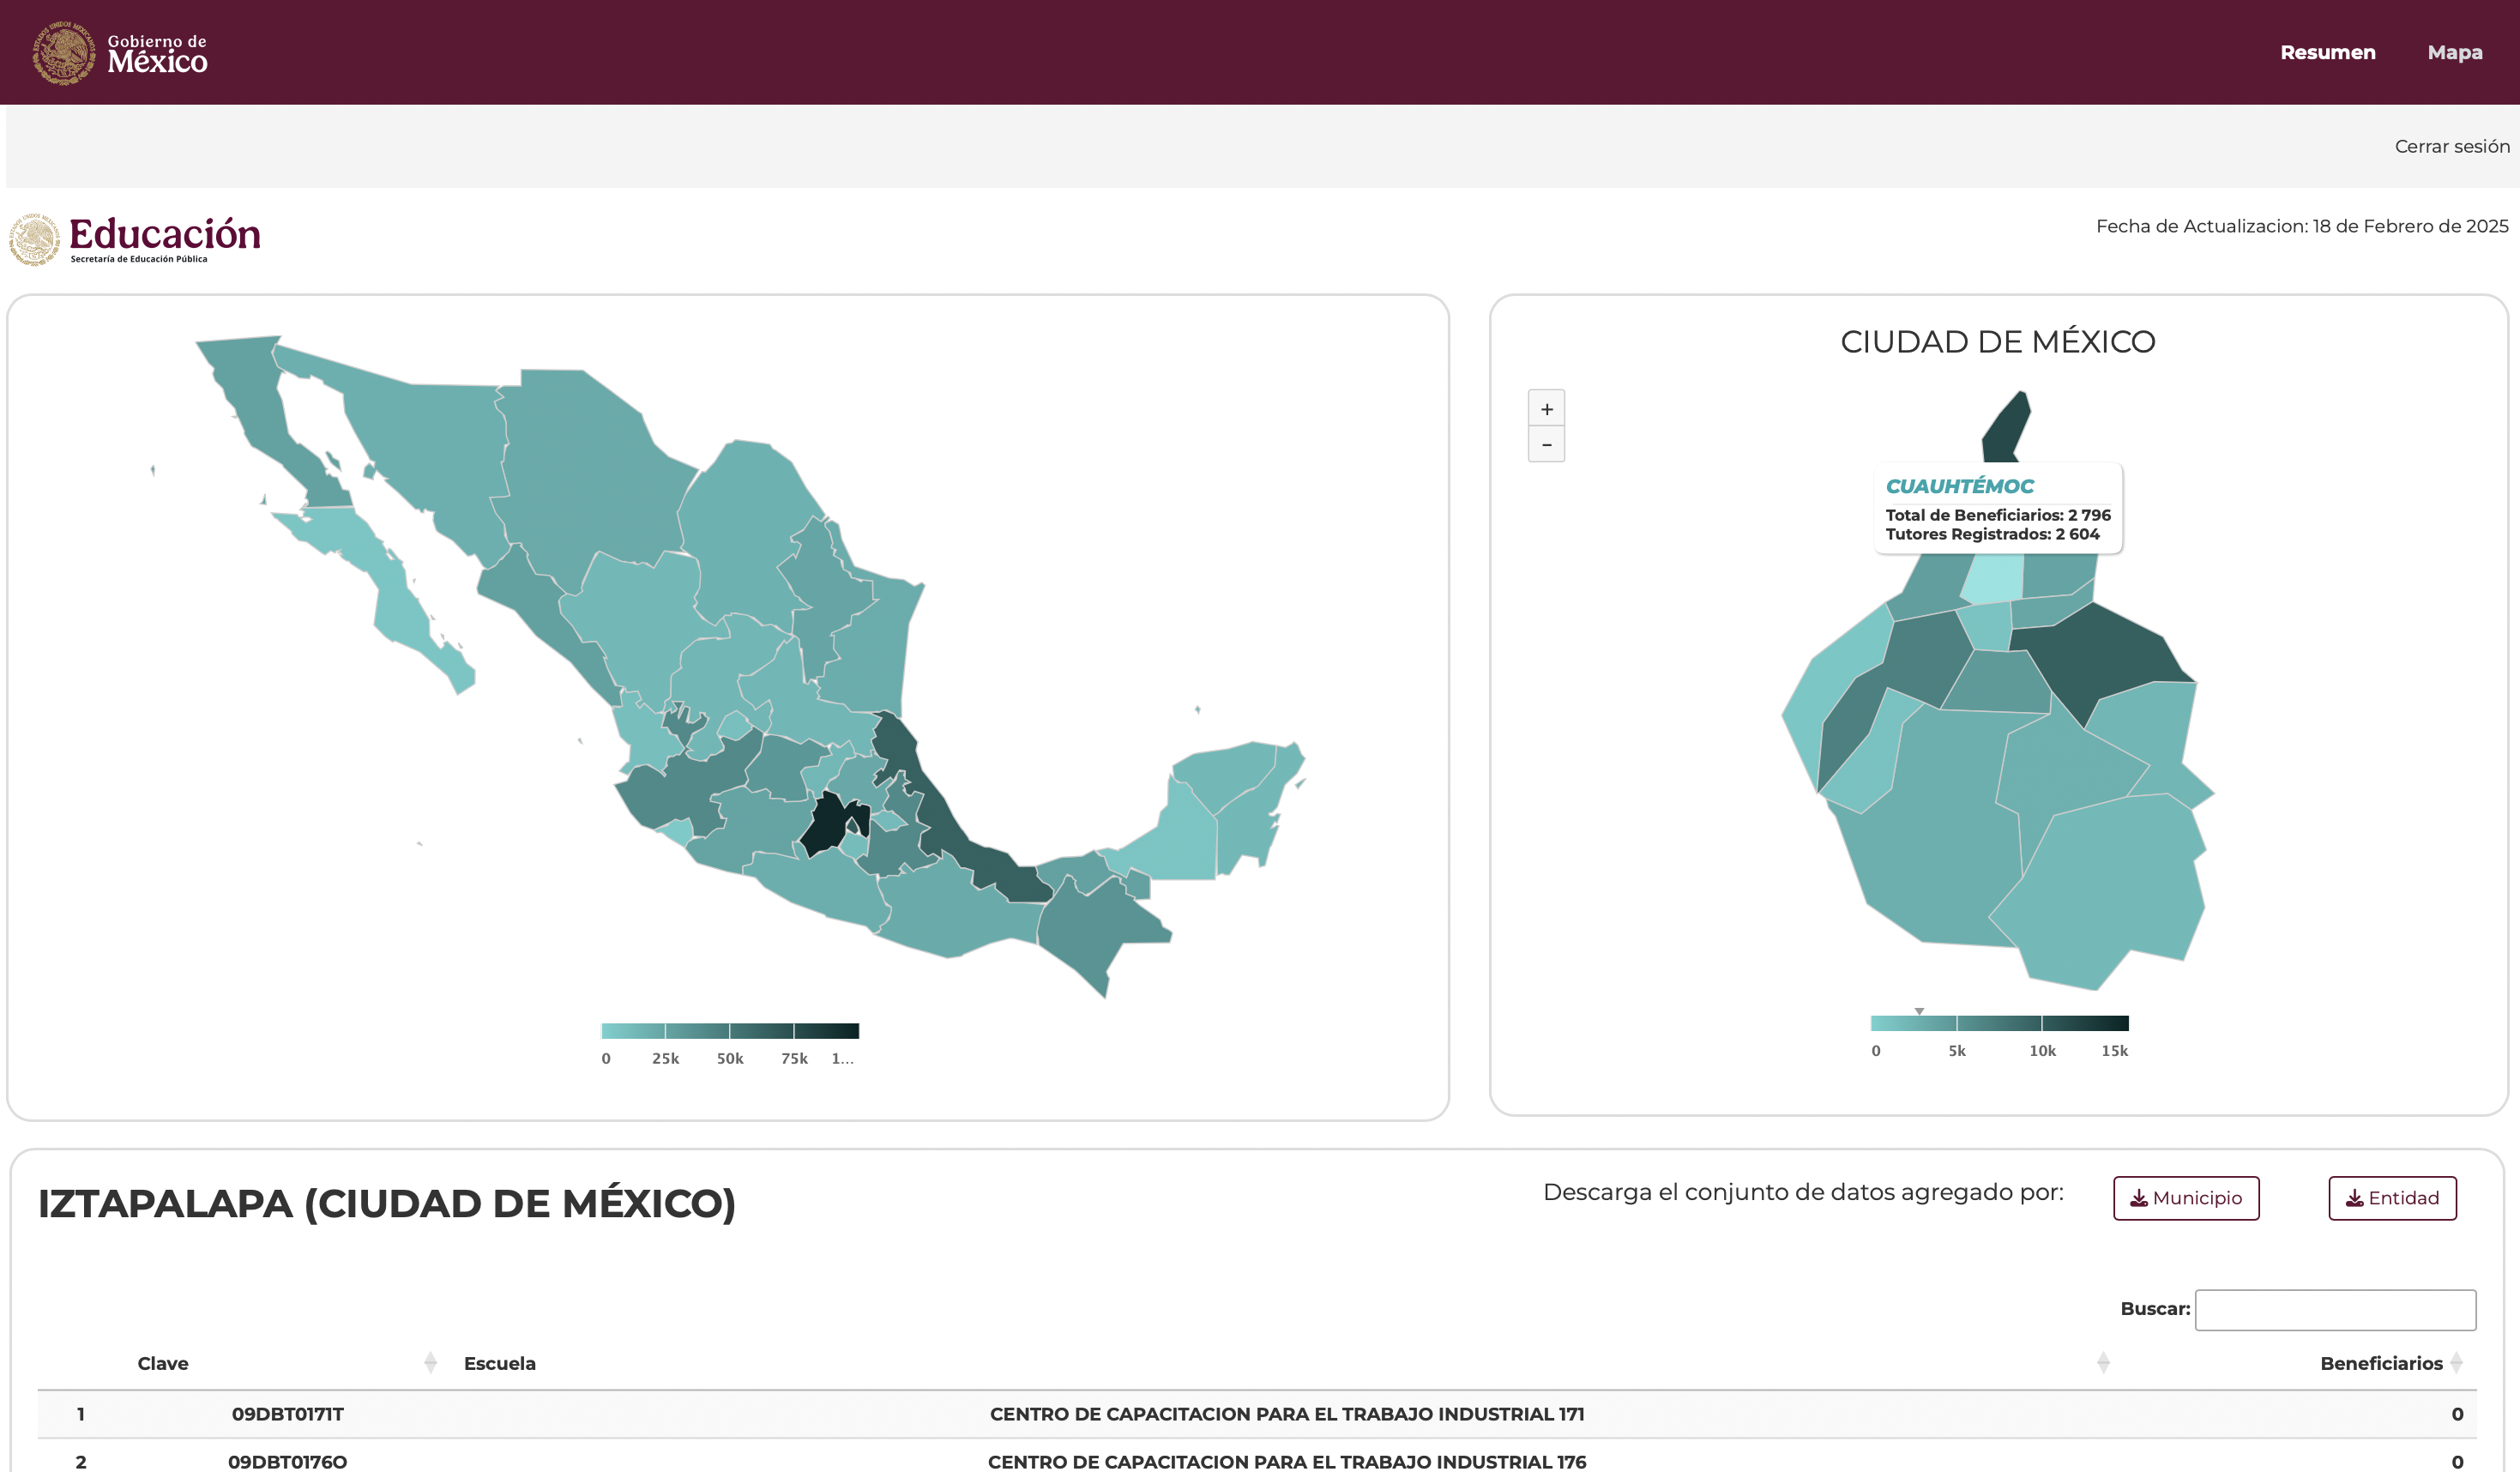 Gobierno de
México
Resumen
Mapa
Cerrar sesión
Educación
Secretaría de Educación Pública
Fecha de Actualizacion: 18 de Febrero de 2025
CIUDAD DE MÉXICO
+
-
CUAUHTÉMOC
Total de Beneficiarios: 2 796
Tutores Registrados: 2 604
0 25k 50k 75k 1...
0 5k 10k 15k
IZTAPALAPA (CIUDAD DE MÉXICO)
Descarga el conjunto de datos agregado por:
Municipio
Entidad
Buscar:
Clave Escuela Beneficiarios
1 09DBT0171T CENTRO DE CAPACITACION PARA EL TRABAJO INDUSTRIAL 171 0
2 09DBT0176O CENTRO DE CAPACITACION PARA EL TRABAJO INDUSTRIAL 176 0